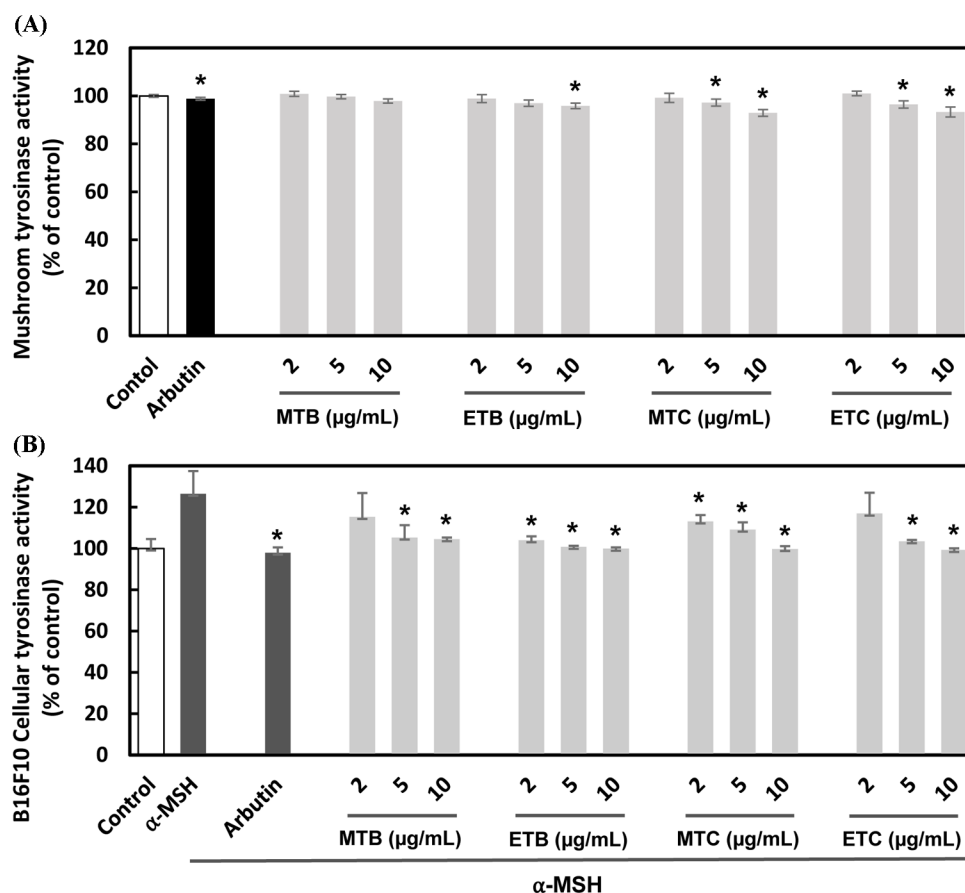 (A)
Mushroom tyrosinase activity
(% of control)
120
100
80
60
40
20
0
*
*
*
*
*
*
Contol
Arbutin
2
5
10
2
5
10
2
5
10
2
5
10
MTB (µg/mL)
ETB (µg/mL)
MTC (µg/mL)
ETC (µg/mL)
(B)
B16F10 Cellular tyrosinase activity
(% of control)
140
120
100
80
60
40
20
0
*
*
*
*
*
*
*
*
*
*
*
Control
α-MSH
Arbutin
2
5
10
2
5
10
2
5
10
2
5
10
MTB (µg/mL)
ETB (µg/mL)
MTC (µg/mL)
ETC (µg/mL)
α-MSH